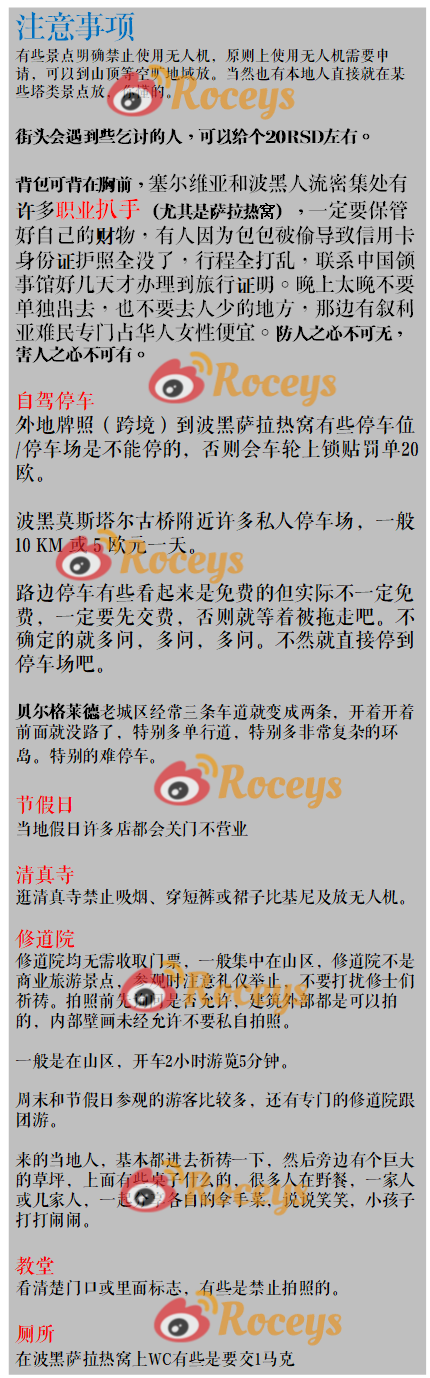 注意事项
有些景点明确禁止使用无人机，原则上使用无人机需要申
请，可以到山顶等空旷地域放。当然也有本地人直接就在某
些塔类景点放，你懂的。
Roceys
街头会遇到些乞讨的人，可以给个20RSD左右。
背包可背在胸前，塞尔维亚和波黑人流密集处有
许多职业扒手（尤其是萨拉热窝），一定要保管
好自己的财物，有人因为包包被偷导致信用卡
身份证护照全没了，行程全打乱，联系中国领
事馆好几天才办理到旅行证明。晚上太晚不要
单独出去，也不要去人少的地方，那边有叙利
亚难民专门占华人女性便宜。防人之心不可无，
害人之心不可有。
Roceys
自驾停车
外地牌照（跨境）到波黑萨拉热窝有些停车位
/停车场是不能停的，否则会车轮上锁贴罚单20
欧。
波黑莫斯塔尔古桥附近许多私人停车场，一般
10 KM 或 5 欧元一天。
Roceys
路边停车有些看起来是免费的但实际不一定免
费，一定要先交费，否则就等着被拖走吧。不
确定的就多问，多问，多问。不然就直接停到
停车场吧。
贝尔格莱德老城区经常三条车道就变成两条，开着开着
前面就没路了，特别多单行道，特别多非常复杂的环
岛。特别的难停车。
Roceys
节假日
当地假日许多店都会关门不营业
清真寺
逛清真寺禁止吸烟、穿短裤或裙子比基尼及放无人机。
修道院
修道院均无需收取门票，一般集中在山区，修道院不是
商业旅游景点，参观时注意礼仪举止，不要打扰修士们
祈祷。拍照前先询问是否允许，建筑外部都是可以拍
的，内部壁画未经允许不要私自拍照。
Roceys
一般是在山区，开车2小时游览5分钟。
周末和节假日参观的游客比较多，还有专门的修道院跟
团游。
来的当地人，基本都进去祈祷一下，然后旁边有个巨大
的草坪，上面有些桌子什么的，很多人在野餐，一家人
或几家人，一起分享各自的拿手菜，说说笑笑，小孩子
打打闹闹。
Roceys
教堂
看清楚门口或里面标志，有些是禁止拍照的。
Roceys
厕所
在波黑萨拉热窝上WC有些是要交1马克